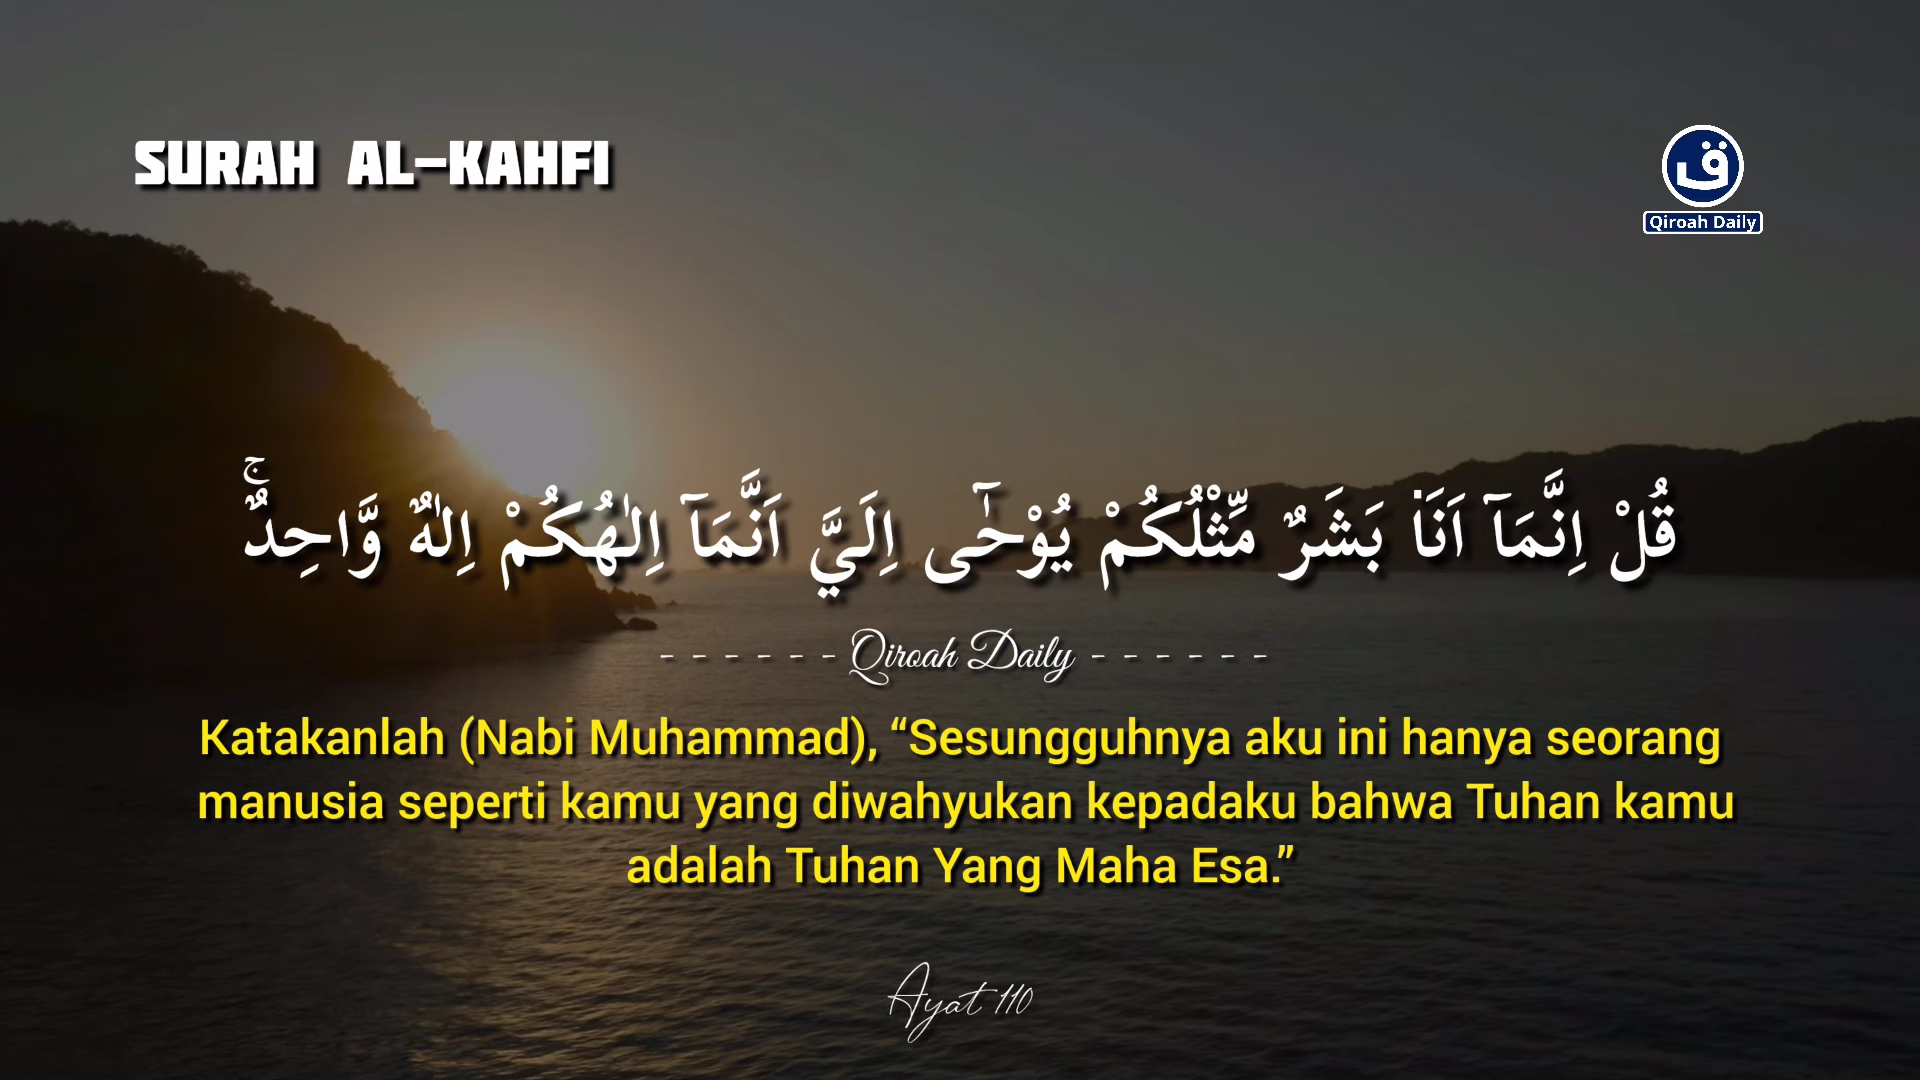 SURAH AL-KAHFI
ق
Qiroah Daily
قُلْ اِنَّمَآ اَنَا۠ بَشَرٌ مِّثْلُكُمْ يُوْحٰٓى اِلَيَّ اَنَّمَآ اِلٰهُكُمْ اِلٰهٌ وَّاحِدٌۚ
- - - - - - Qiroah Daily - - - - - -
Katakanlah (Nabi Muhammad), “Sesungguhnya aku ini hanya seorang
manusia seperti kamu yang diwahyukan kepadaku bahwa Tuhan kamu
adalah Tuhan Yang Maha Esa.”
Ayat 110